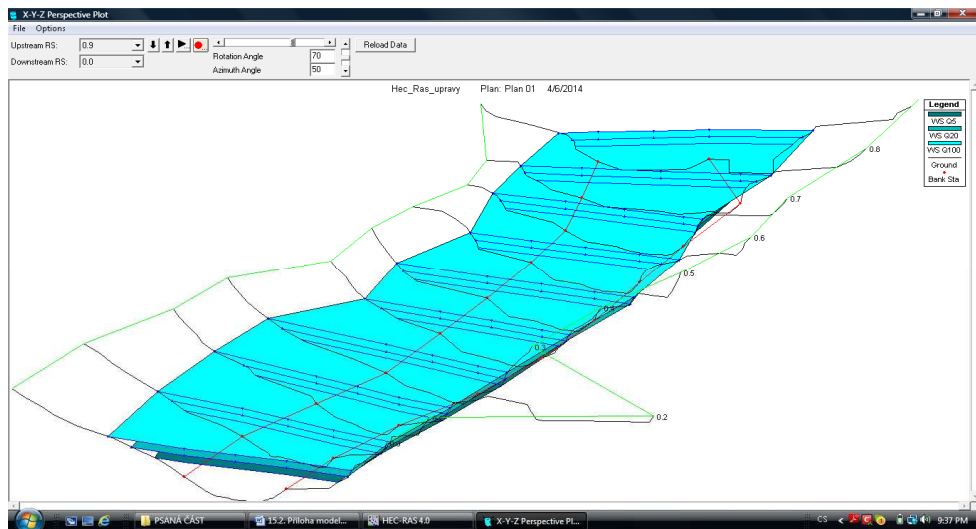 X-Y-Z Perspective Plot
File Options
Upstream RS: 0.9
Downstream RS: 0.0
Rotation Angle 70
Azimuth Angle 50
Reload Data
Hec_Ras_upravy Plan: Plan 01 4/6/2014
Legend
WS Q5
WS Q20
WS Q100
Ground
Bank Sta
0.8
0.7
0.6
0.5
0.4
0.3
0.2
PSANÁ ČÁST
15.2. Příloha model...
HEC-RAS 4.0
X-Y-Z Perspective Pl...
CS
9:37 PM